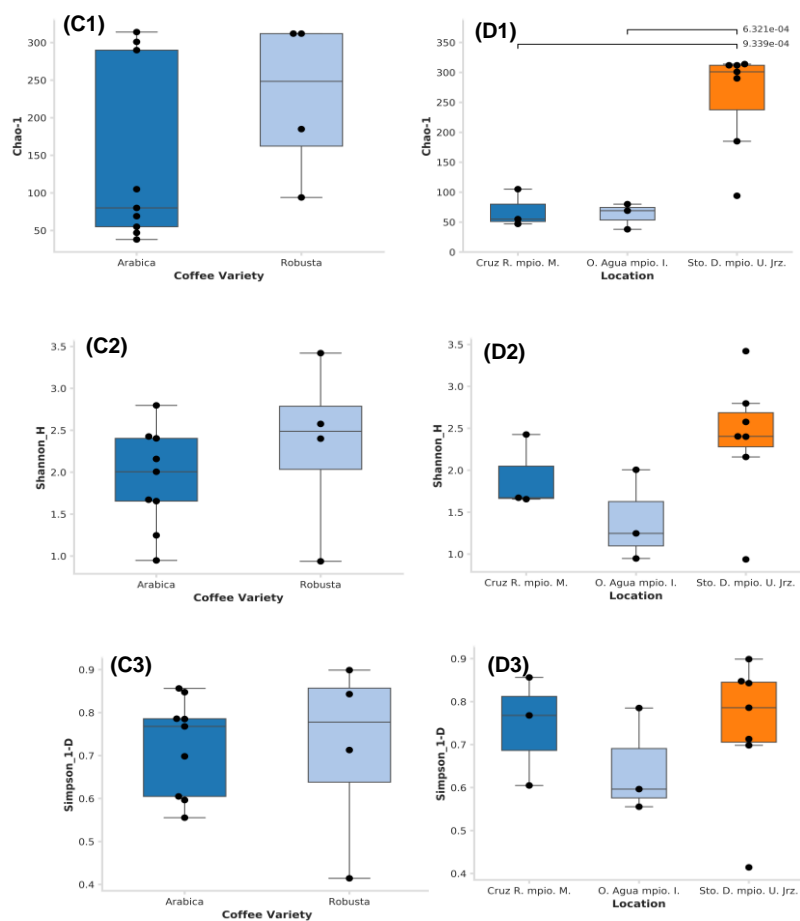 (C1)
300
250
200
150
100
50
Chao-1
Arabica
Robusta
Coffee Variety
(D1)
6.321e-04
9.339e-04
350
300
250
200
150
100
50
0
Chao-1
Cruz R. mpio. M.
O. Agua mpio. I.
Sto. D. mpio. U. Jrz.
Location
(C2)
3.5
3.0
2.5
2.0
1.5
1.0
Shannon_H
Arabica
Robusta
Coffee Variety
(D2)
3.5
3.0
2.5
2.0
1.5
1.0
Shannon_H
Cruz R. mpio. M.
O. Agua mpio. I.
Sto. D. mpio. U. Jrz.
Location
(C3)
0.9
0.8
0.7
0.6
0.5
0.4
Simpson_1-D
Arabica
Robusta
Coffee Variety
(D3)
0.9
0.8
0.7
0.6
0.5
0.4
Simpson_1-D
Cruz R. mpio. M.
O. Agua mpio. I.
Sto. D. mpio. U. Jrz.
Location